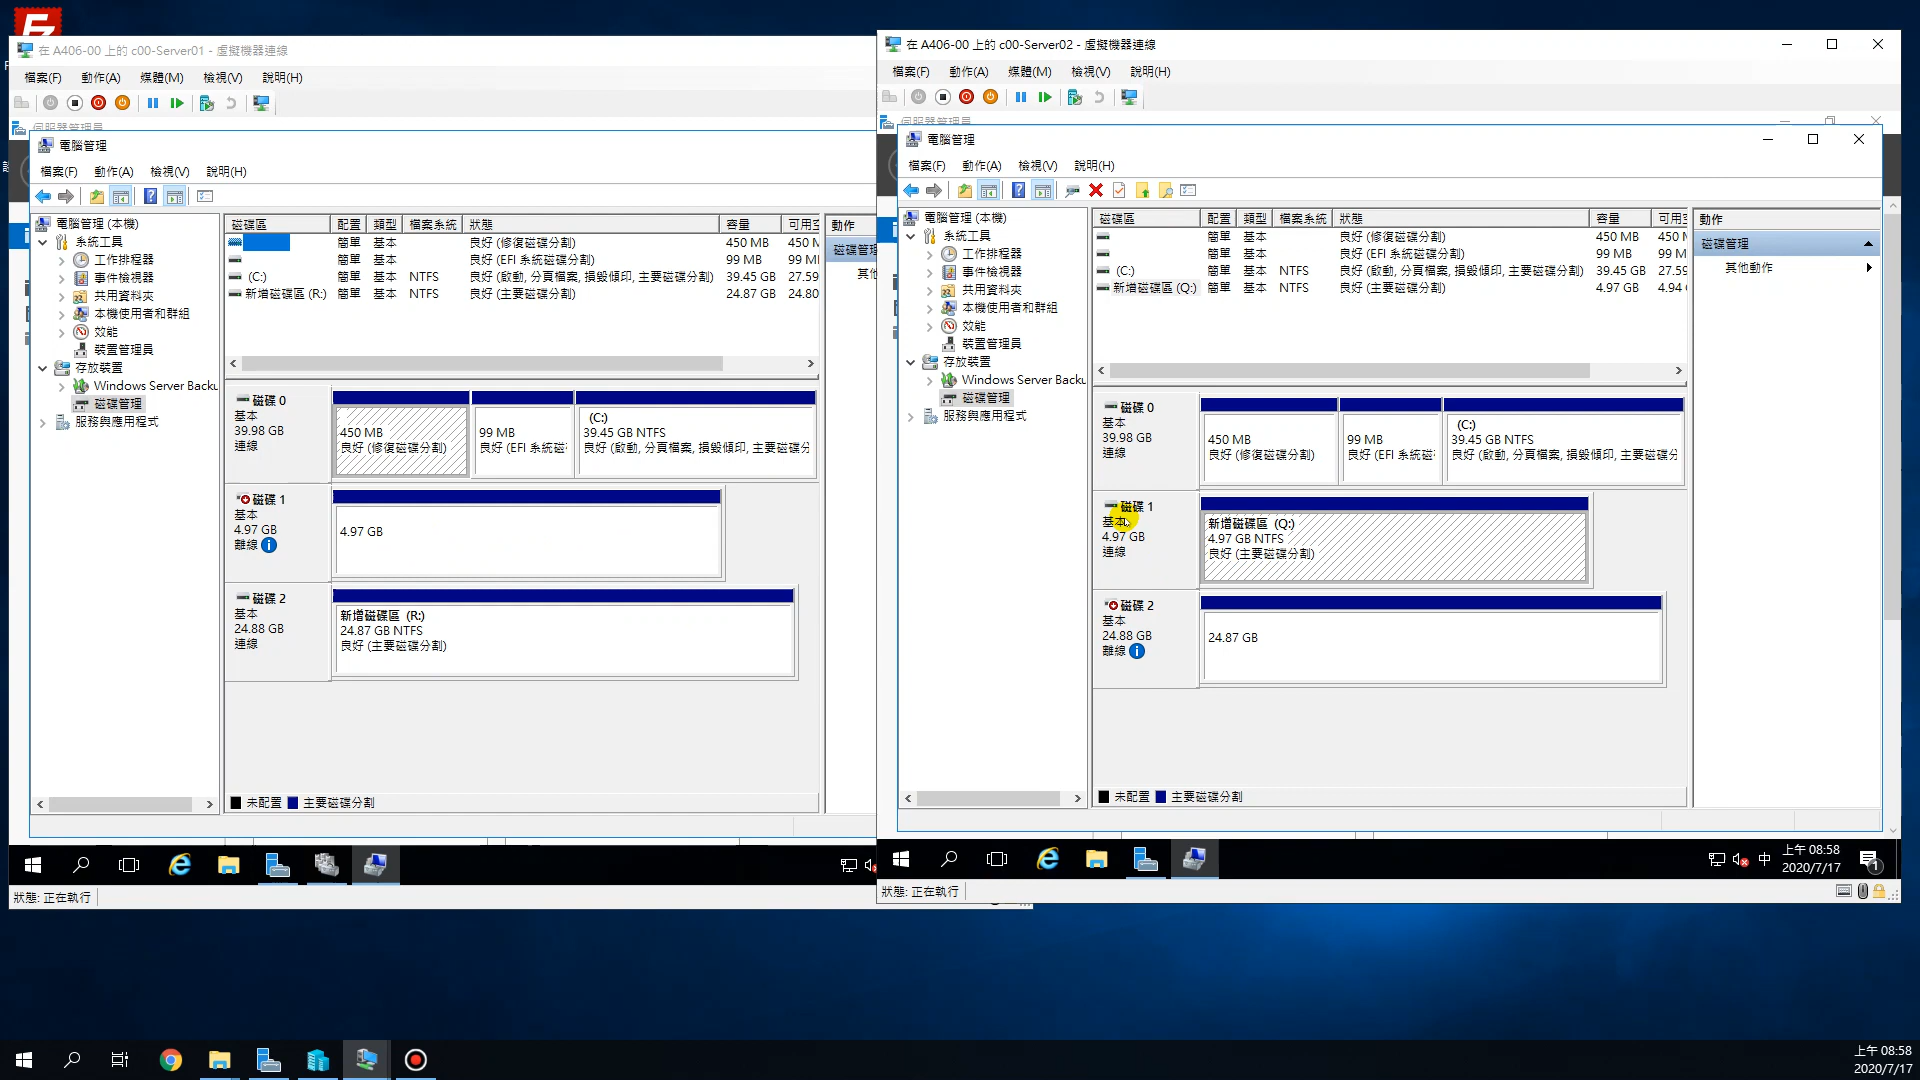 在 A406-00 上的 c00-Server01 - 虛擬機器連線
檔案(F) 動作(A) 媒體(M) 檢視(V) 說明(H)
伺服器管理員
電腦管理
檔案(F) 動作(A) 檢視(V) 說明(H)
電腦管理 (本機)
系統工具
工作排程器
事件檢視器
共用資料夾
本機使用者和群組
效能
裝置管理員
存放裝置
Windows Server Backu
磁碟管理
服務與應用程式
磁碟區 配置 類型 檔案系統 狀態 容量 可用空
簡單 基本 良好 (修復磁碟分割) 450 MB 450 M
簡單 基本 良好 (EFI 系統磁碟分割) 99 MB 99 MI
(C:) 簡單 基本 NTFS 良好 (啟動, 分頁檔案, 損毀傾印, 主要磁碟分割) 39.45 GB 27.59
新增磁碟區 (R:) 簡單 基本 NTFS 良好 (主要磁碟分割) 24.87 GB 24.80
動作
磁碟管理
其他
磁碟 0
基本
39.98 GB
連線
450 MB
良好 (修復磁碟分割)
99 MB
良好 (EFI 系統磁
(C:)
39.45 GB NTFS
良好 (啟動, 分頁檔案, 損毀傾印, 主要磁碟分
磁碟 1
基本
4.97 GB
離線
4.97 GB
磁碟 2
基本
24.88 GB
連線
新增磁碟區 (R:)
24.87 GB NTFS
良好 (主要磁碟分割)
未配置 主要磁碟分割
狀態: 正在執行
在 A406-00 上的 c00-Server02 - 虛擬機器連線
檔案(F) 動作(A) 媒體(M) 檢視(V) 說明(H)
伺服器管理員
電腦管理
檔案(F) 動作(A) 檢視(V) 說明(H)
電腦管理 (本機)
系統工具
工作排程器
事件檢視器
共用資料夾
本機使用者和群組
效能
裝置管理員
存放裝置
Windows Server Backu
磁碟管理
服務與應用程式
磁碟區 配置 類型 檔案系統 狀態 容量 可用空
簡單 基本 良好 (修復磁碟分割) 450 MB 450 M
簡單 基本 良好 (EFI 系統磁碟分割) 99 MB 99 M
(C:) 簡單 基本 NTFS 良好 (啟動, 分頁檔案, 損毀傾印, 主要磁碟分割) 39.45 GB 27.59
新增磁碟區 (Q:) 簡單 基本 NTFS 良好 (主要磁碟分割) 4.97 GB 4.94
動作
磁碟管理
其他動作
磁碟 0
基本
39.98 GB
連線
450 MB
良好 (修復磁碟分割)
99 MB
良好 (EFI 系統磁
(C:)
39.45 GB NTFS
良好 (啟動, 分頁檔案, 損毀傾印, 主要磁碟分
磁碟 1
基本
4.97 GB
連線
新增磁碟區 (Q:)
4.97 GB NTFS
良好 (主要磁碟分割)
磁碟 2
基本
24.88 GB
離線
24.87 GB
未配置 主要磁碟分割
中
上午 08:58
2020/7/17
1
狀態: 正在執行
上午 08:58
2020/7/17